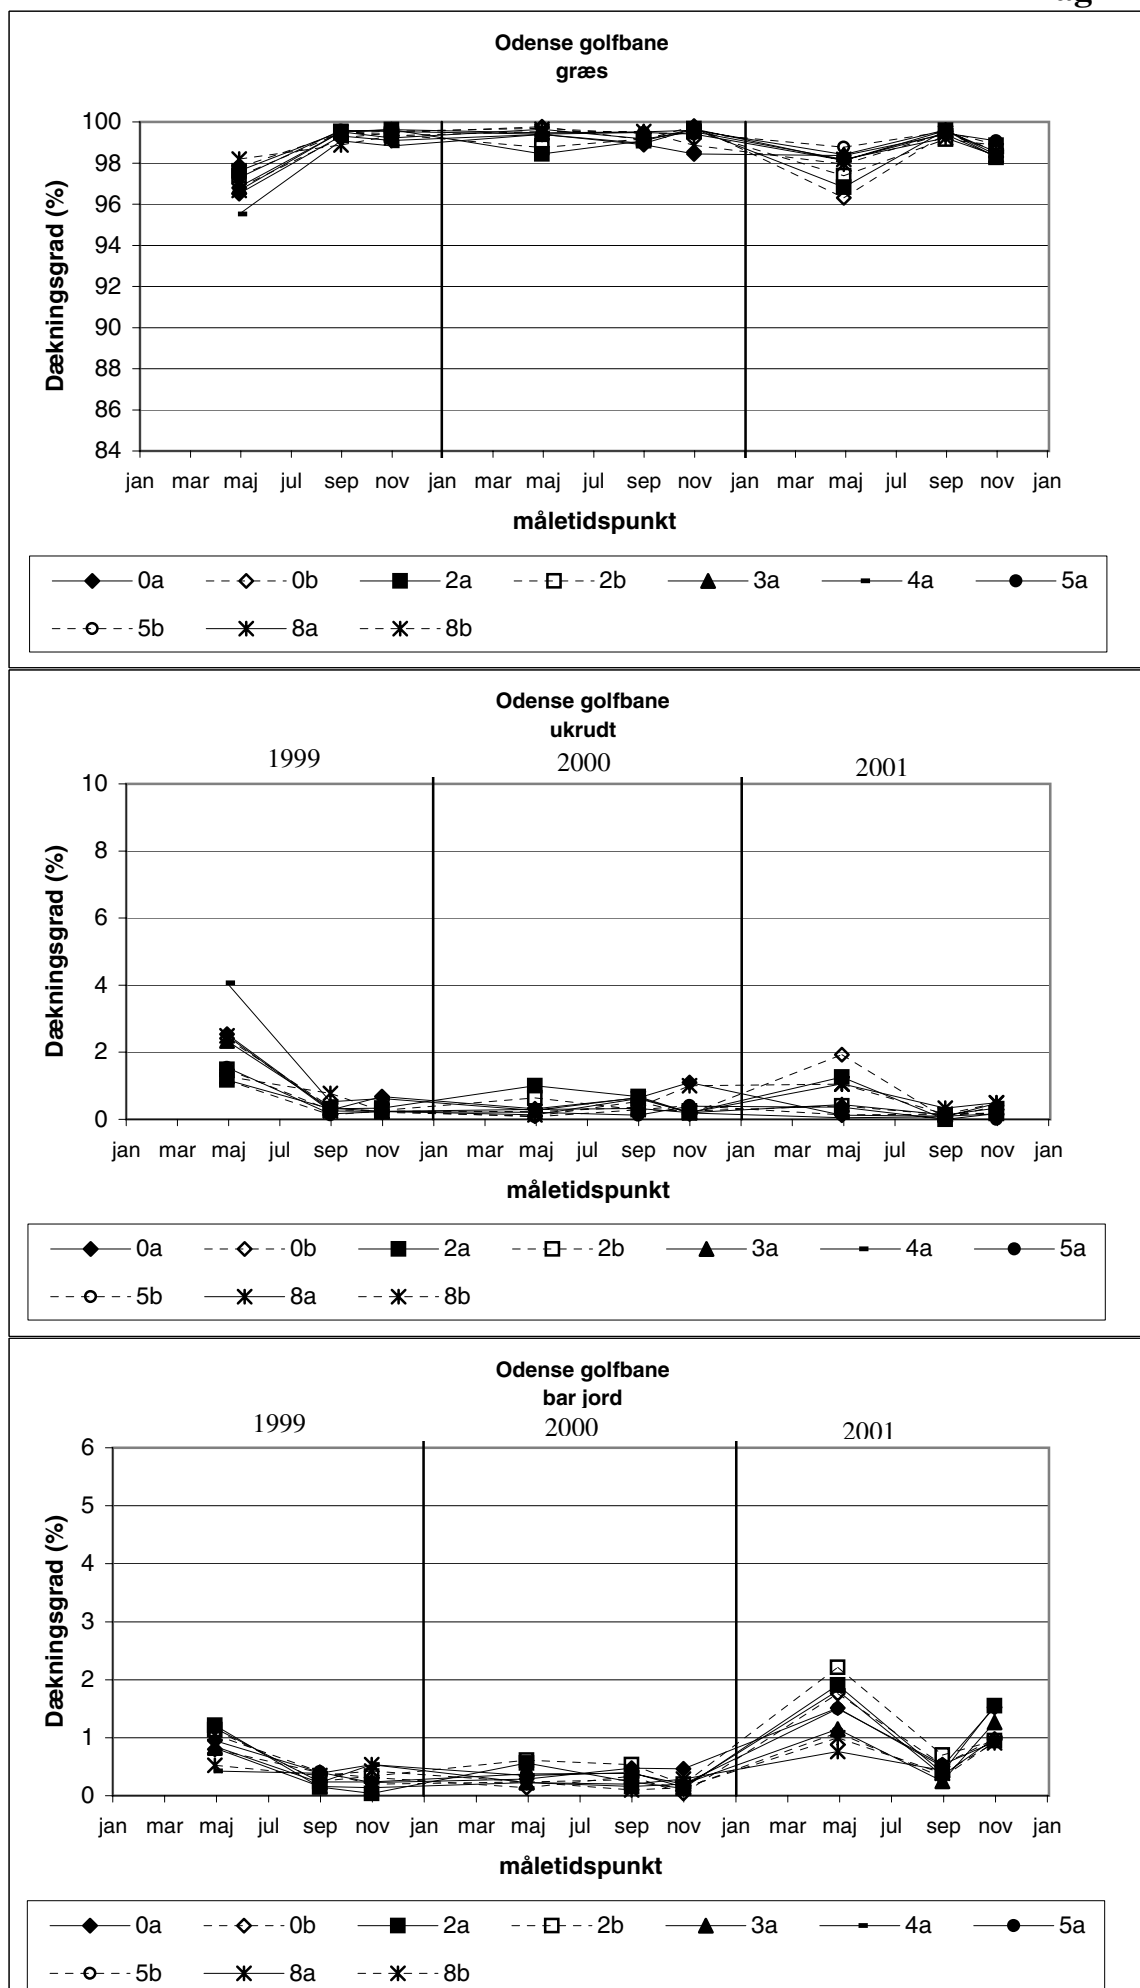 Odense golfbane
græs
100
98
96
94
92
90
88
86
84
Dækningsgrad (%)
jan mar maj jul sep nov jan mar maj jul sep nov jan mar maj jul sep nov jan
måletidspunkt
0a 0b 2a 2b 3a 4a 5a
5b 8a 8b
Odense golfbane
ukrudt
1999 2000 2001
10
8
6
4
2
0
Dækningsgrad (%)
jan mar maj jul sep nov jan mar maj jul sep nov jan mar maj jul sep nov jan
måletidspunkt
0a 0b 2a 2b 3a 4a 5a
5b 8a 8b
Odense golfbane
bar jord
1999 2000 2001
6
5
4
3
2
1
0
Dækningsgrad (%)
jan mar maj jul sep nov jan mar maj jul sep nov jan mar maj jul sep nov jan
måletidspunkt
0a 0b 2a 2b 3a 4a 5a
5b 8a 8b